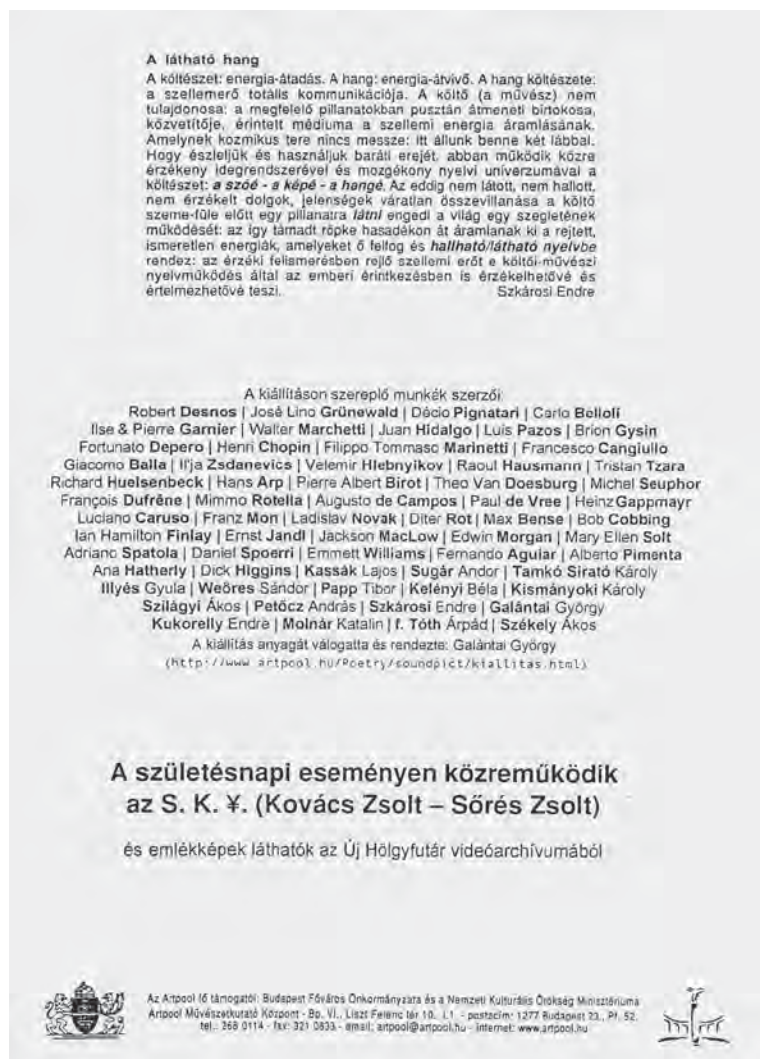 A látható hang
A költészet: energia-átadás. A hang: energia-átvivő. A hang költészete:
a szellemerő totális kommunikációja. A költő (a művész) nem
tulajdonosa: a megfelelő pillanatokban pusztán átmeneti birtokosa,
közvetítője, érintett médiuma a szellemi energia áramlásának.
Amelynek kozmikus tere nincs messze: itt állunk benne két lábbal.
Hogy észleljük és használjuk baráti erejét, abban működik közre
érzékeny idegrendszerével és mozgékony nyelvi univerzumával a
költészet: a szóé - a képé - a hangé. Az eddig nem látott, nem hallott,
nem érzékelt dolgok, jelenségek váratlan összevillanása a költő
szeme-füle előtt egy pillanatra látni engedi a világ egy szegletének
működését: az így támadt röpke hasadékon át áramlanak ki a rejtett,
ismeretlen energiák, amelyeket ő felfog és hallható/látható nyelvbe
rendez: az érzéki felismerésben rejlő szellemi erőt e költői-művészi
nyelvműködés által az emberi érintkezésben is érzékelhetővé és
értelmezhetővé teszi. Szkárosi Endre
A kiállításon szereplő munkák szerzői:
Robert Desnos | José Lino Grünewald | Décio Pignatari | Carlo Belloli
Ilse & Pierre Garnier | Walter Marchetti | Juan Hidalgo | Luis Pazos | Brion Gysin
Fortunato Depero | Henri Chopin | Filippo Tommaso Marinetti | Francesco Cangiullo
Giacomo Balla | Il'ja Zsdanevics | Velemir Hlebnyikov | Raoul Hausmann | Tristan Tzara
Richard Huelsenbeck | Hans Arp | Pierre Albert Birot | Theo Van Doesburg | Michel Seuphor
François Dufrêne | Mimmo Rotella | Augusto de Campos | Paul de Vree | Heinz Gappmayr
Luciano Caruso | Franz Mon | Ladislav Novak | Diter Rot | Max Bense | Bob Cobbing
Ian Hamilton Finlay | Ernst Jandl | Jackson MacLow | Edwin Morgan | Mary Ellen Solt
Adriano Spatola | Daniel Spoerri | Emmett Williams | Fernando Aguiar | Alberto Pimenta
Ana Hatherly | Dick Higgins | Kassák Lajos | Sugár Andor | Tamkó Sirató Károly
Illyés Gyula | Weöres Sándor | Papp Tibor | Kelényi Béla | Kismányoki Károly
Szilágyi Ákos | Petőcz András | Szkárosi Endre | Galántai György
Kukorelly Endre | Molnár Katalin | f. Tóth Árpád | Székely Ákos
A kiállítás anyagát válogatta és rendezte: Galántai György
(http://www.artpool.hu/Poetry/soundpict/kiallitas.html)
A születésnapi eseményen közreműködik
az S. K. ¥. (Kovács Zsolt – Sőrés Zsolt)
és emlékképek láthatók az Új Hölgyfutár videóarchívumából
Az Artpool fő támogatói: Budapest Főváros Önkormányzata és a Nemzeti Kulturális Örökség Minisztériuma
Artpool Művészetkutató Központ - Bp. VI., Liszt Ferenc tér 10. I.1. - postacím: 1277 Budapest 23., Pf. 52.
tel.: 268 0114 - fax: 321 0833 - email: artpool@artpool.hu - internet: www.artpool.hu